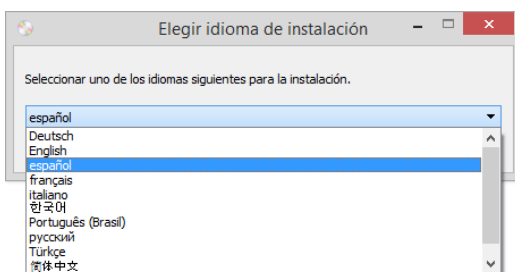 Elegir idioma de instalación
Seleccionar uno de los idiomas siguientes para la instalación.
español
Deutsch
English
español
français
italiano
한국어
Português (Brasil)
русский
Türkçe
简体中文